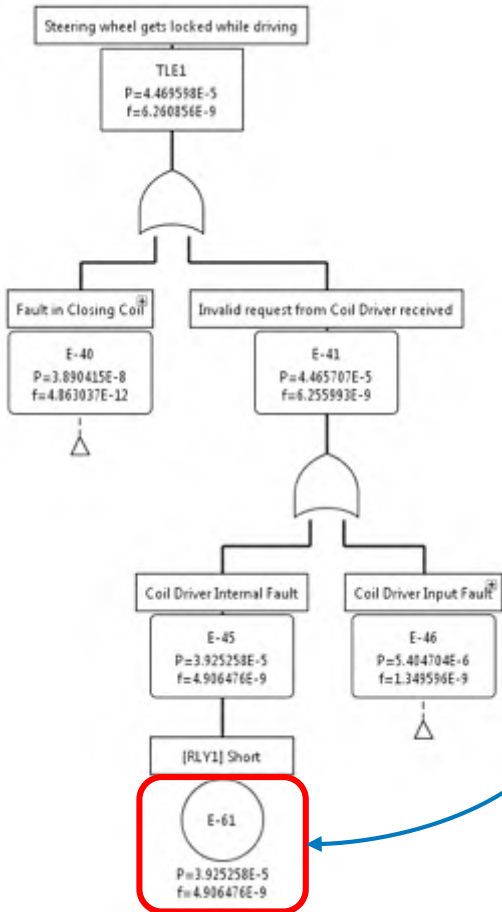 Steering wheel gets locked while driving
TLE1
P=4.469598E-5
f=6.260856E-9
Fault in Closing Coil
Invalid request from Coil Driver received
E-40
P=3.890415E-8
f=4.863037E-12
E-41
P=4.465707E-5
f=6.255993E-9
Coil Driver Internal Fault
Coil Driver Input Fault
E-45
P=3.925258E-5
f=4.906476E-9
E-46
P=5.404704E-6
f=1.349596E-9
[RLY1] Short
E-61
P=3.925258E-5
f=4.906476E-9